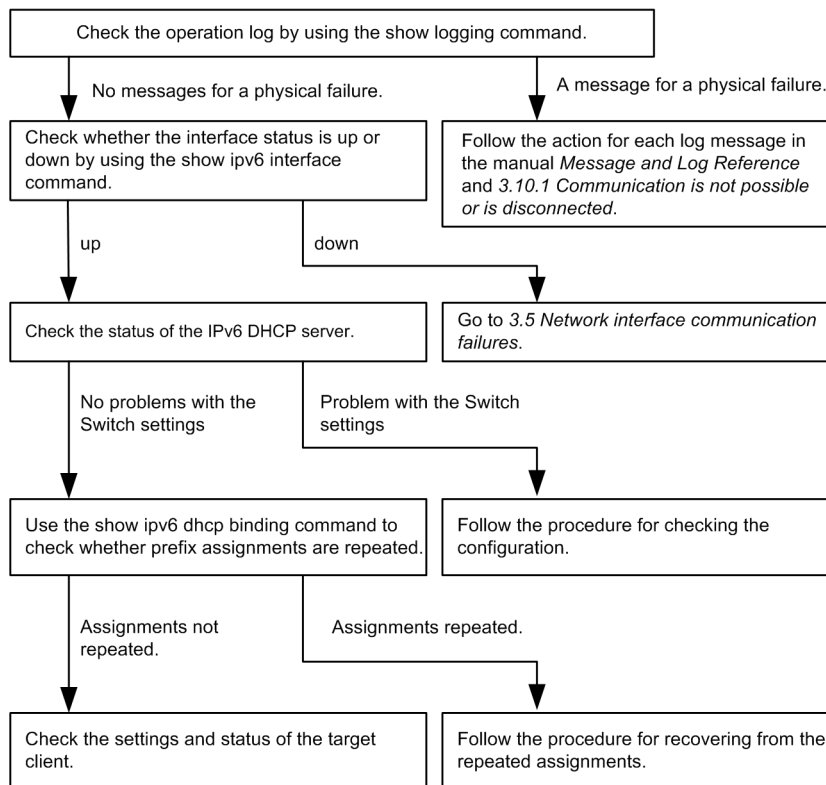 Check the operation log by using the show logging command.
No messages for a physical failure.
A message for a physical failure.
Check whether the interface status is up or
down by using the show ipv6 interface
command.
Follow the action for each log message in
the manual Message and Log Reference
and 3.10.1 Communication is not possible
or is disconnected.
up
down
Check the status of the IPv6 DHCP server.
Go to 3.5 Network interface communication
failures.
No problems with the
Switch settings
Problem with the Switch
settings
Use the show ipv6 dhcp binding command to
check whether prefix assignments are repeated.
Follow the procedure for checking the
configuration.
Assignments not
repeated.
Assignments repeated.
Check the settings and status of the target
client.
Follow the procedure for recovering from the
repeated assignments.